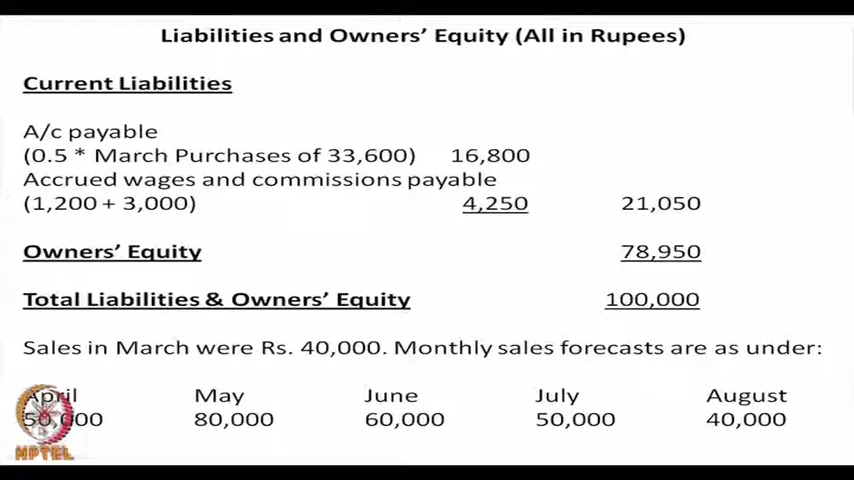 Liabilities and Owners' Equity (All in Rupees)
Current Liabilities
A/c payable
(0.5 * March Purchases of 33,600) 16,800
Accrued wages and commissions payable
(1,200 + 3,000) 4,250 21,050
Owners' Equity 78,950
Total Liabilities & Owners' Equity 100,000
Sales in March were Rs. 40,000. Monthly sales forecasts are as under:
April May June July August
50,000 80,000 60,000 50,000 40,000
NPTEL